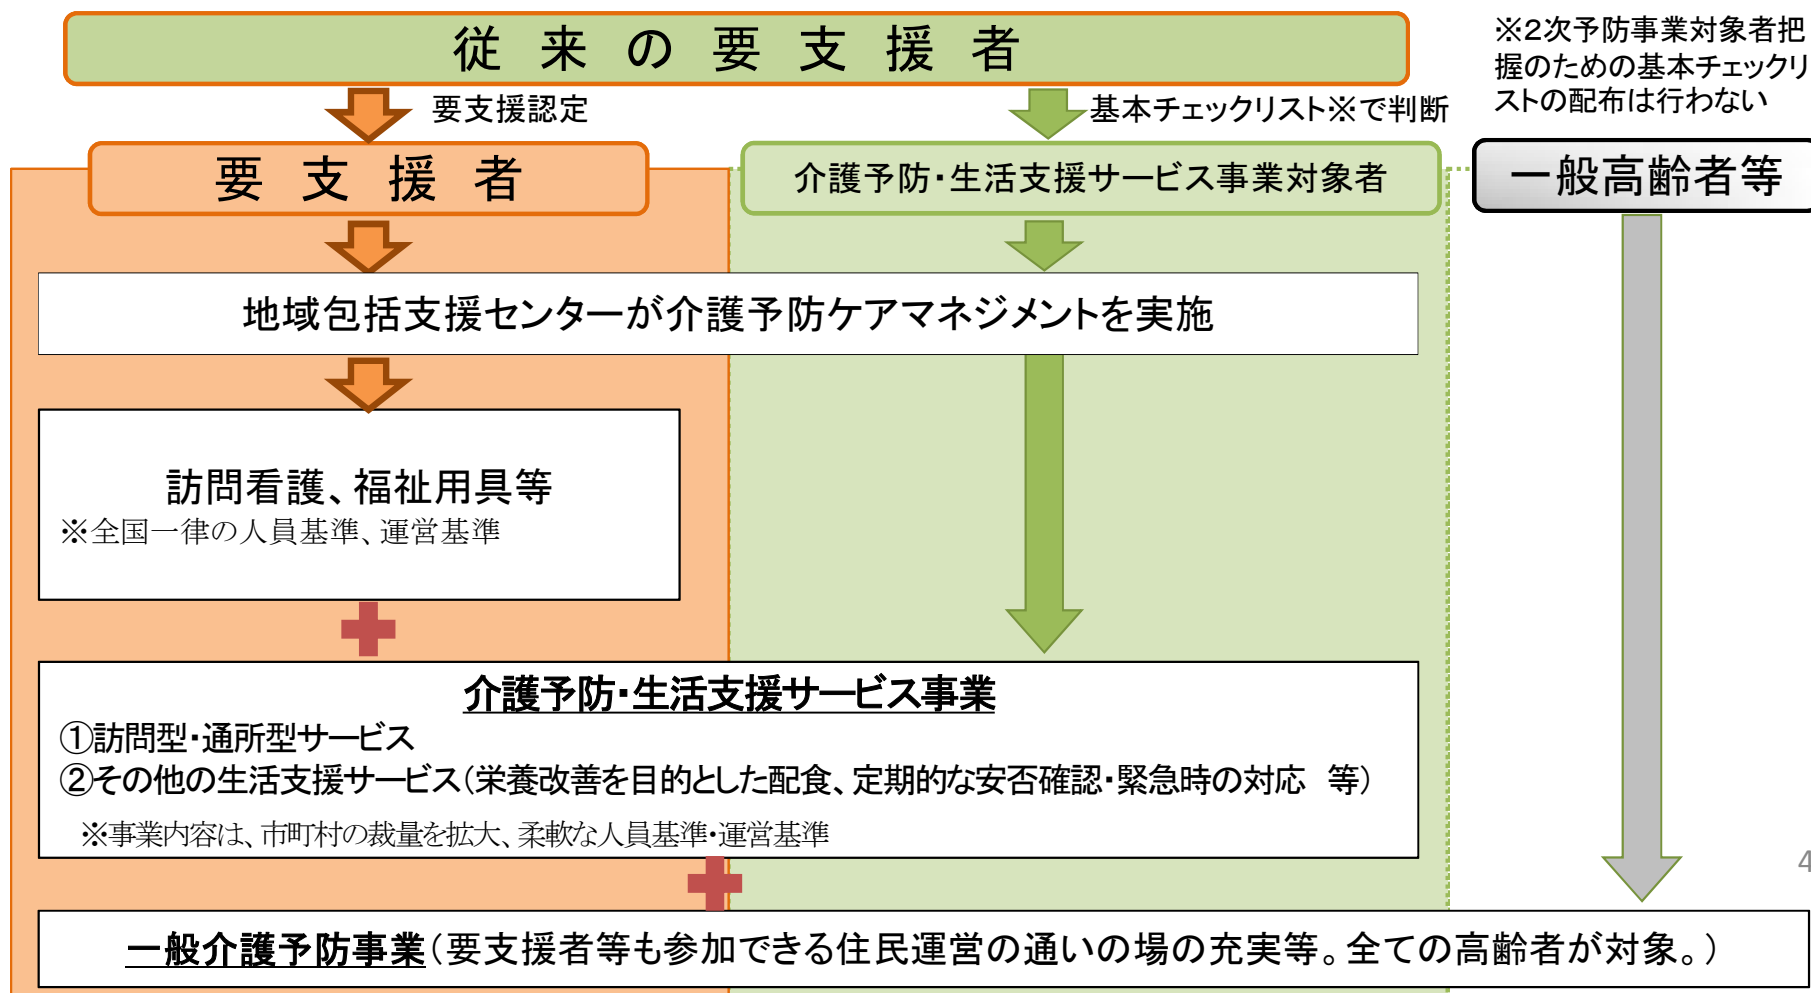 従来の要支援者
※2次予防事業対象者把
握のための基本チェックリ
ストの配布は行わない
要支援認定
基本チェックリスト※で判断
要支援者
介護予防・生活支援サービス事業対象者
一般高齢者等
地域包括支援センターが介護予防ケアマネジメントを実施
訪問看護、福祉用具等
※全国一律の人員基準、運営基準
介護予防・生活支援サービス事業
①訪問型・通所型サービス
②その他の生活支援サービス(栄養改善を目的とした配食、定期的な安否確認・緊急時の対応 等)
※事業内容は、市町村の裁量を拡大、柔軟な人員基準・運営基準
4
一般介護予防事業(要支援者等も参加できる住民運営の通いの場の充実等。全ての高齢者が対象。)